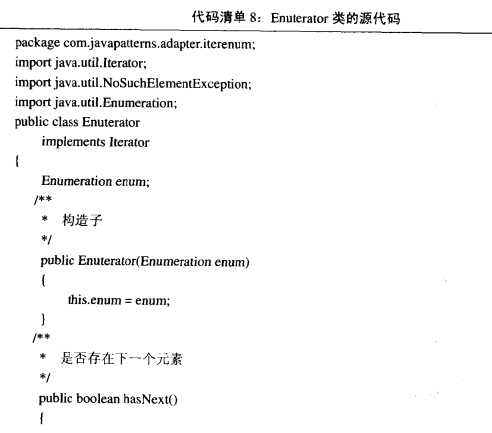 代码清单 8：Enuterator 类的源代码
package com.javapatterns.adapter.iterenum;
import java.util.Iterator;
import java.util.NoSuchElementException;
import java.util.Enumeration;
public class Enuterator
implements Iterator
{
Enumeration enum;
/**
* 构造子
*/
public Enuterator(Enumeration enum)
{
this.enum = enum;
}
/**
* 是否存在下一个元素
*/
public boolean hasNext()
{